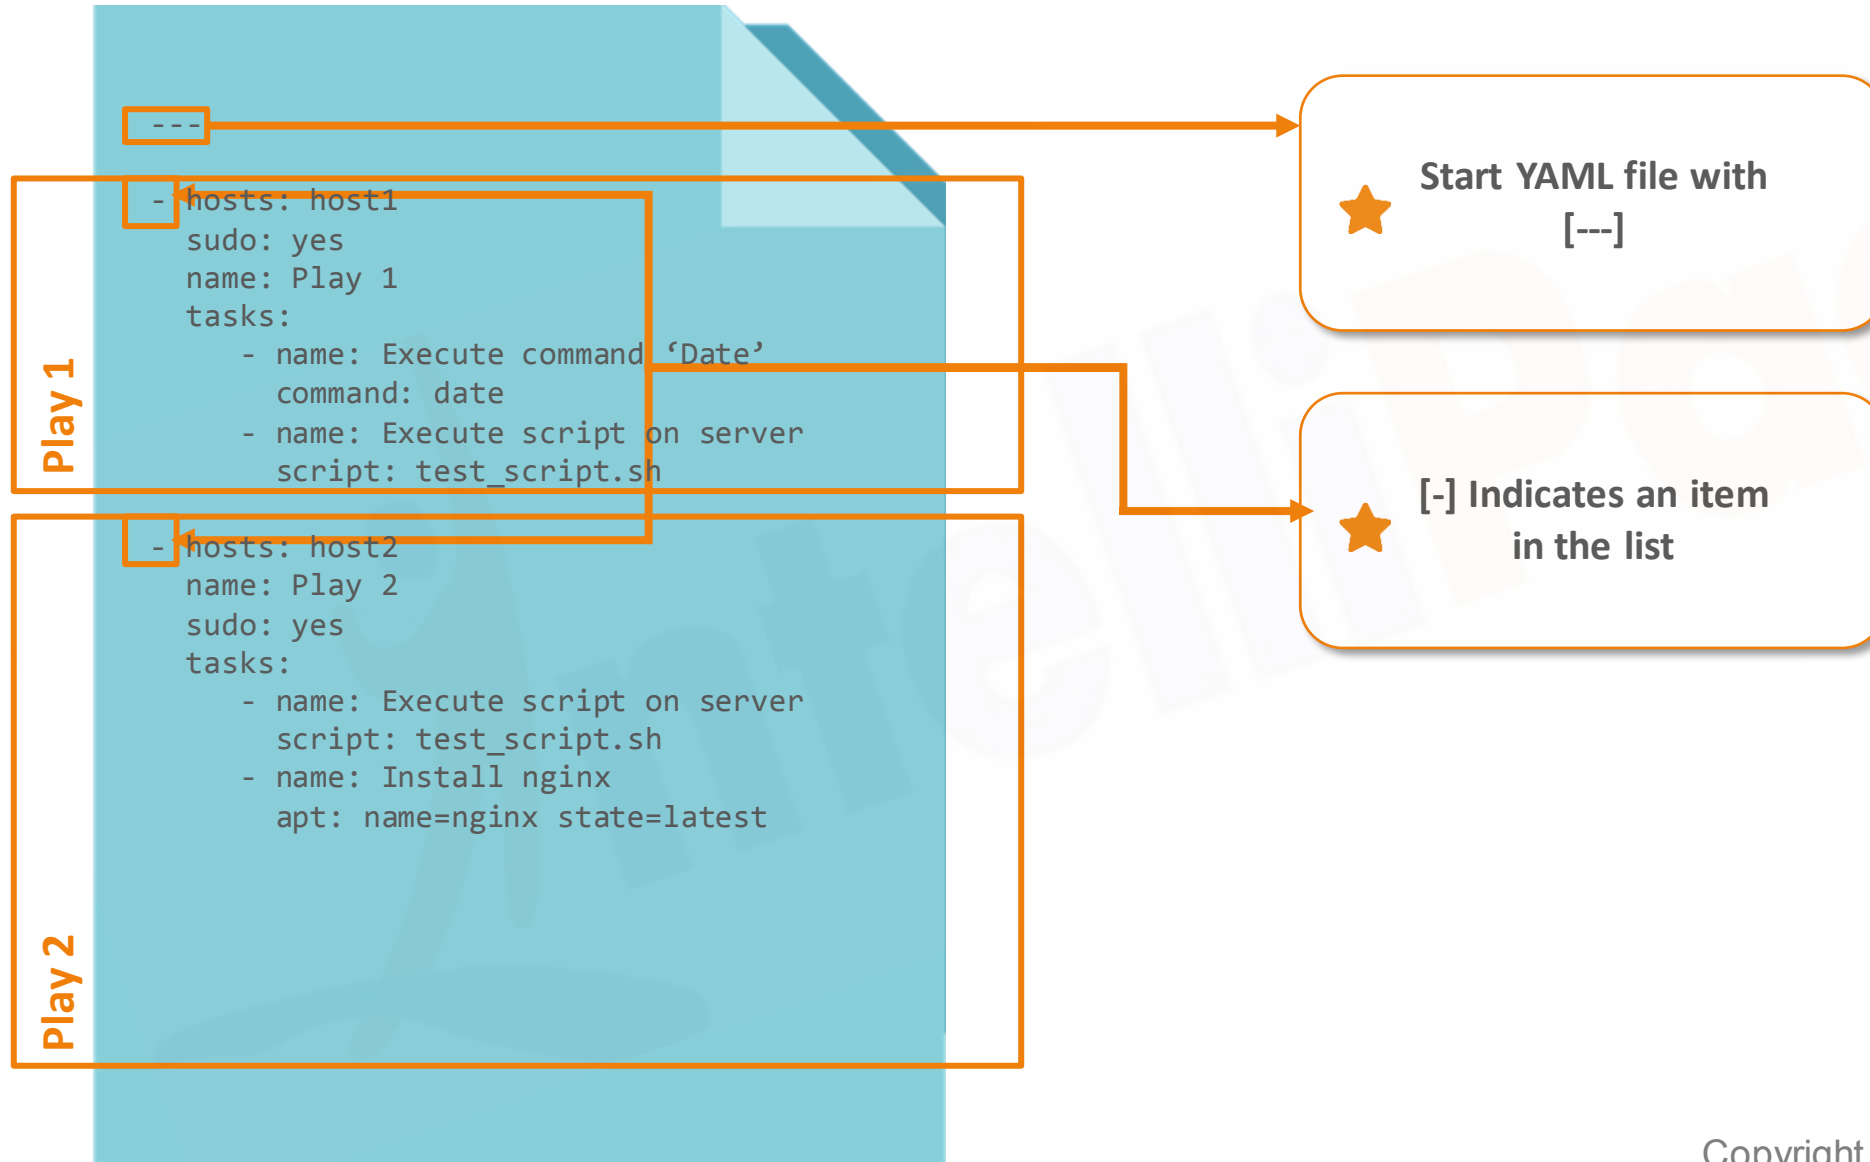 ---
- hosts: host1
sudo: yes
name: Play 1
tasks:
- name: Execute command ‘Date’
command: date
- name: Execute script on server
script: test_script.sh
Play 1
- hosts: host2
name: Play 2
sudo: yes
tasks:
- name: Execute script on server
script: test_script.sh
- name: Install nginx
apt: name=nginx state=latest
Play 2
Start YAML file with
[---]
[-] Indicates an item
in the list
Copyright